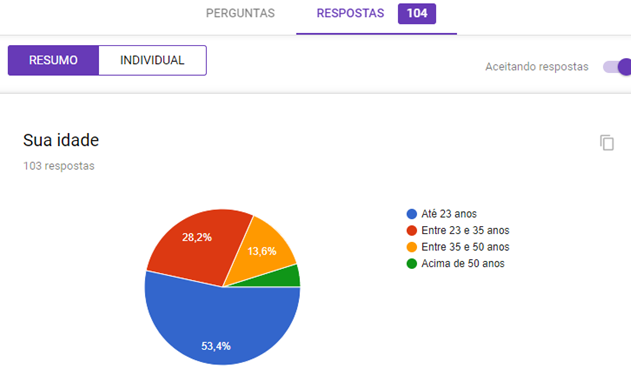 PERGUNTAS RESPOSTAS 104
RESUMO INDIVIDUAL
Aceitando respostas
Sua idade
103 respostas
28,2%
13,6%
53,4%
Até 23 anos
Entre 23 e 35 anos
Entre 35 e 50 anos
Acima de 50 anos